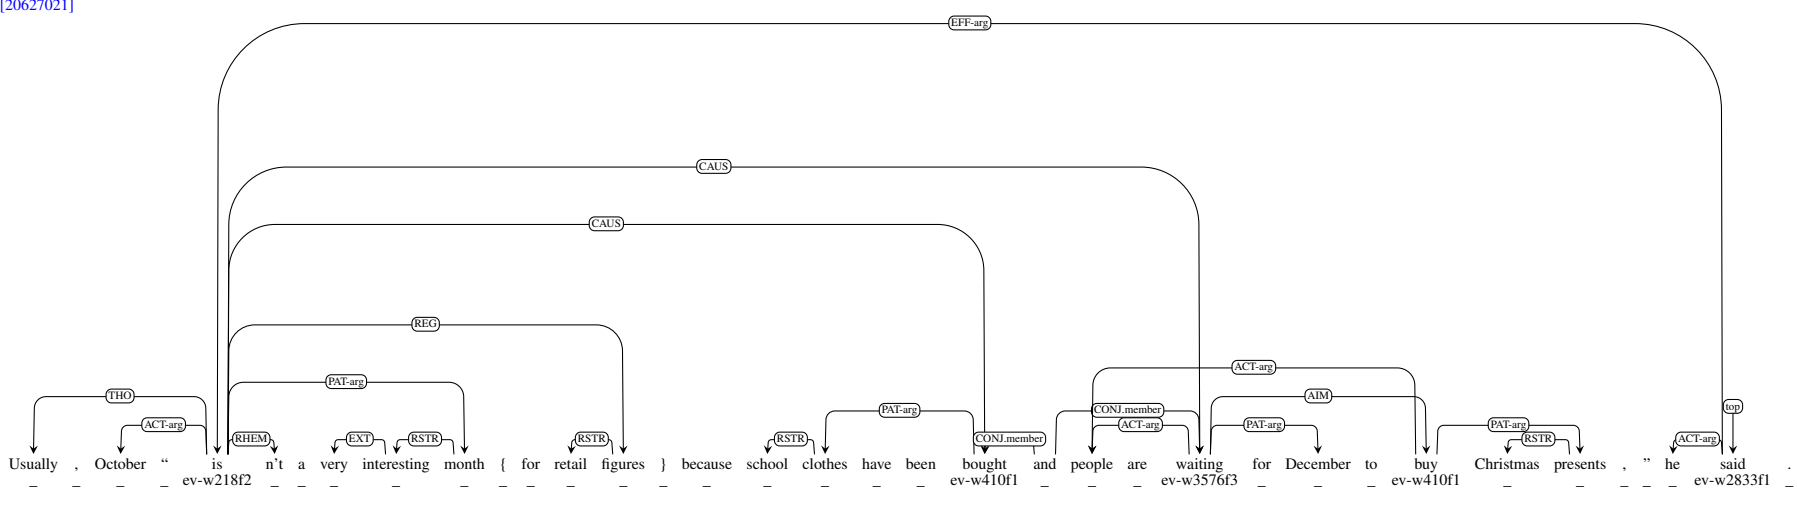 [20627021]
EFF-arg
CAUS
CAUS
REG
ACT-arg
PAT-arg
THO AIM
top
PAT-arg CONJ.member
ACT-arg ACT-arg PAT-arg PAT-arg
RHEM EXT RSTR RSTR RSTR CONJ.member RSTR ACT-arg
Usually , October “ is n't a very interesting month { for retail figures } because school clothes have been bought and people are waiting for December to buy Christmas presents , ” he said .
_ _ _ _ ev-w218f2 _ _ _ _ _ _ _ _ _ _ _ _ _ _ _ ev-w410f1 _ _ _ ev-w3576f3 _ _ _ ev-w410f1 _ _ _ _ _ ev-w2833f1 _